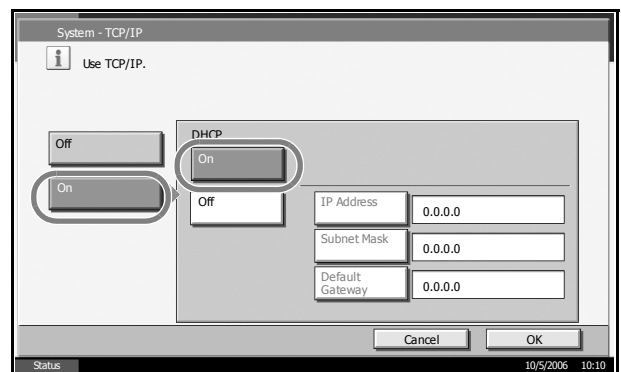 System - TCP/IP
Use TCP/IP.
Off
On
DHCP
On
Off
IP Address
0.0.0.0
Subnet Mask
0.0.0.0
Default
Gateway
0.0.0.0
Cancel
OK
Status
10/5/2006 10:10